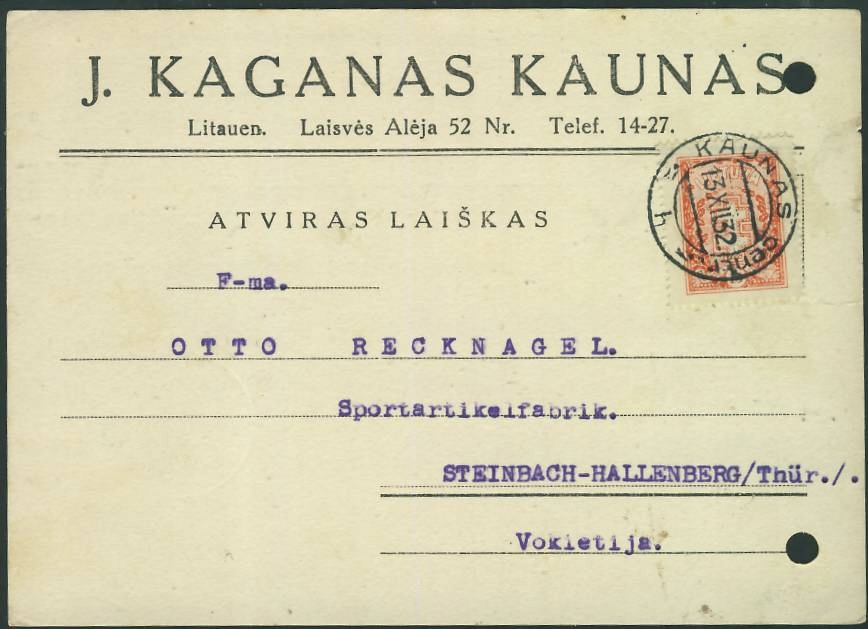 J. KAGANAS KAUNAS
Litauen. Laisvės Alėja 52 Nr. Telef. 14-27.
KAUNAS
13 XII.32.
centr.
ATVIRAS LAIŠKAS
F-ma.
OTTO RECKNAGEL.
Sportartikelfabrik.
STEINBACH-HALLENBERG/Thür./.
Vokietija.